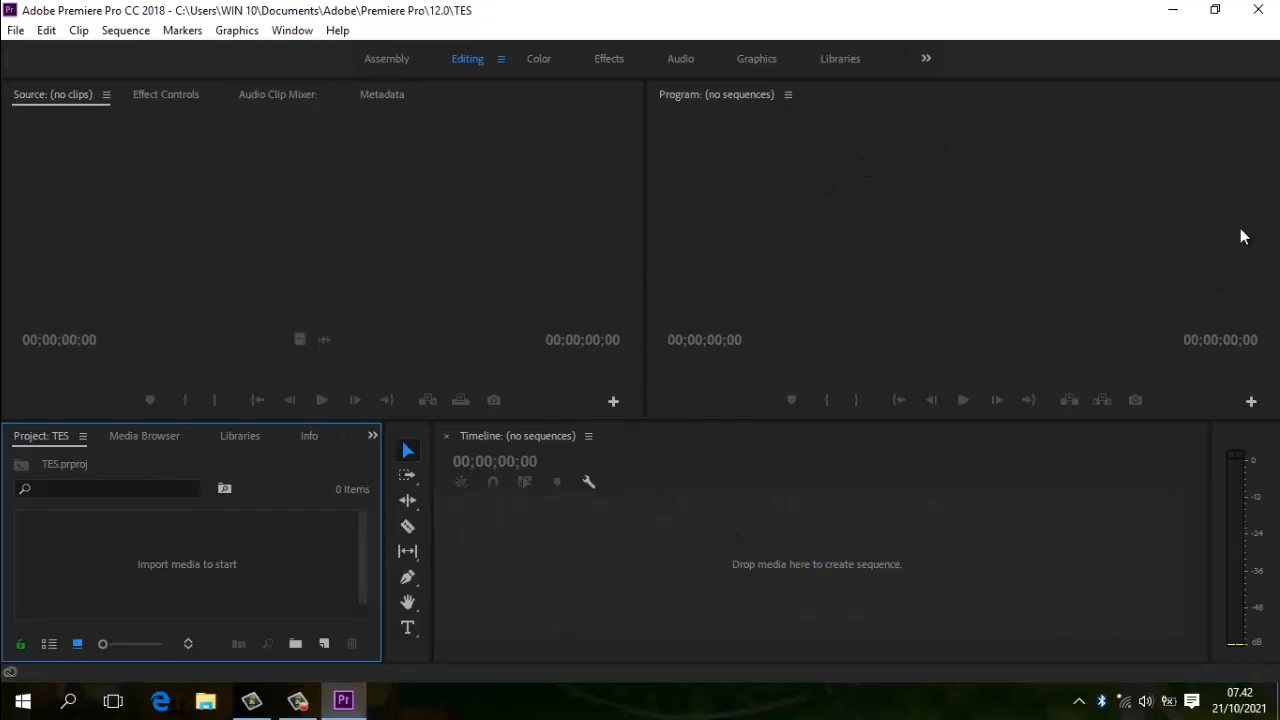 Pr Adobe Premiere Pro CC 2018 - C:\Users\WIN 10\Documents\Adobe\Premiere Pro\12.0\TES
File Edit Clip Sequence Markers Graphics Window Help
Assembly Editing Color Effects Audio Graphics Libraries
Source: (no clips) Effect Controls Audio Clip Mixer: Metadata
Program: (no sequences)
00;00;00;00 00;00;00;00
00;00;00;00 00;00;00;00
Project: TES Media Browser Libraries Info
TES.prproj
0 Items
Import media to start
Timeline: (no sequences)
00;00;00;00
Drop media here to create sequence.
0
-12
-24
-36
-48
dB
Pr
07.42
21/10/2021